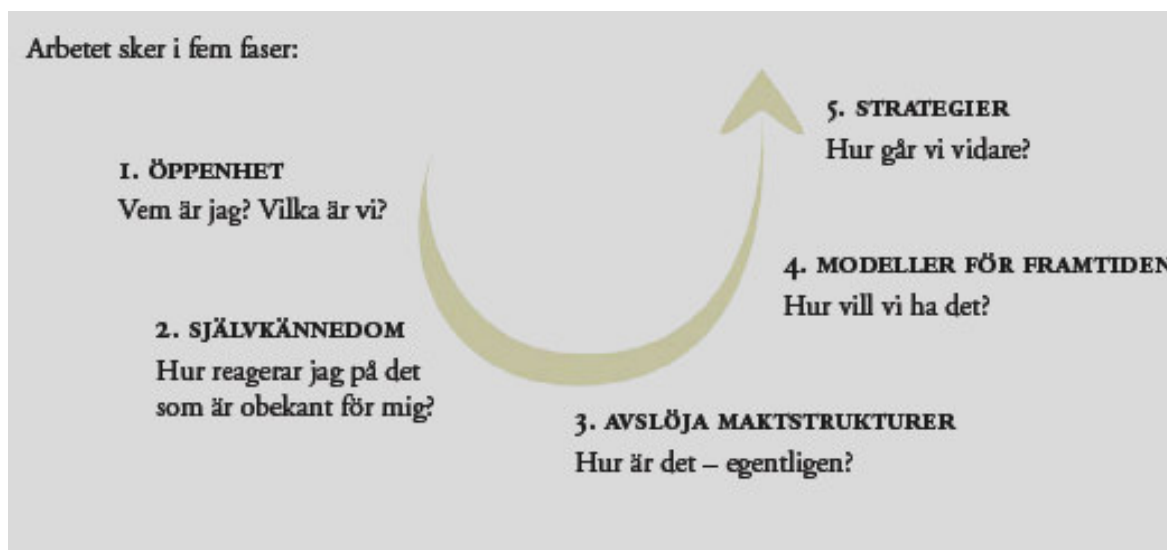 Arbetet sker i fem faser:
1. ÖPPENHET
Vem är jag? Vilka är vi?
2. SJÄLVKÄNNEDOM
Hur reagerar jag på det
som är obekant för mig?
3. AVSLÖJA MAKTSTRUKTURER
Hur är det – egentligen?
4. MODELLER FÖR FRAMTIDEN
Hur vill vi ha det?
5. STRATEGIER
Hur går vi vidare?